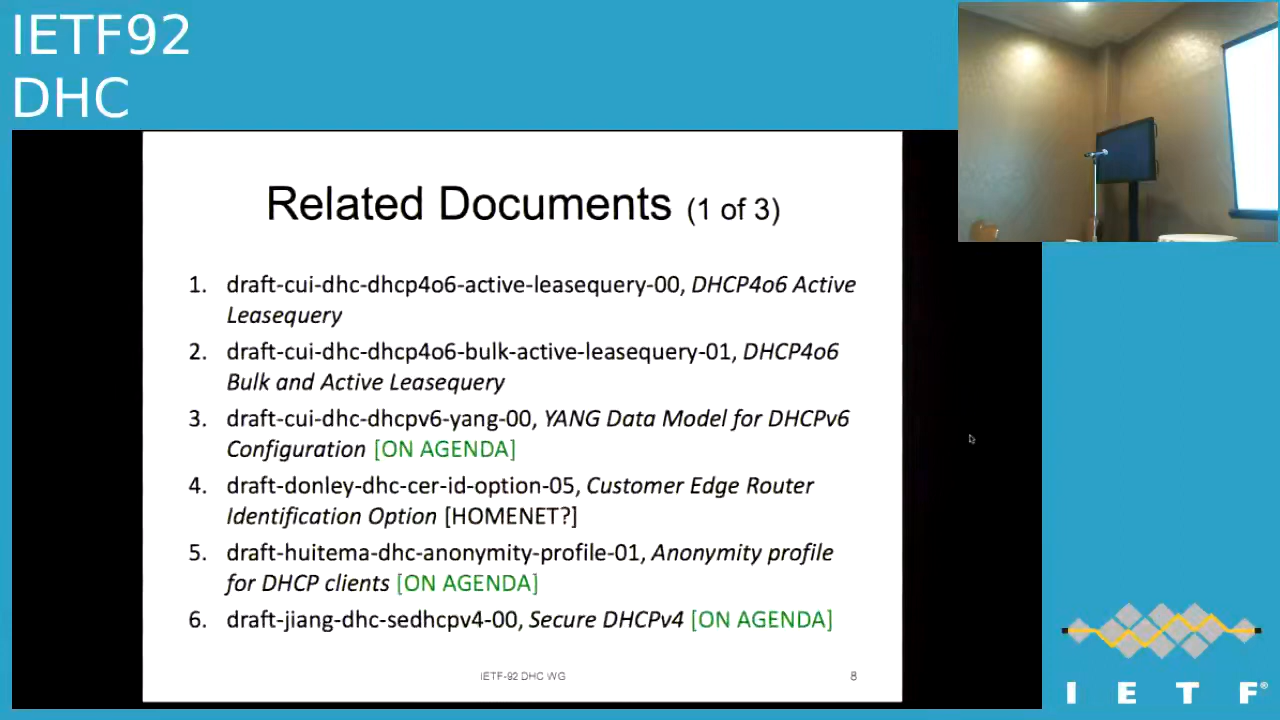 IETF92
DHC
Related Documents (1 of 3)
1. draft-cui-dhc-dhcp4o6-active-leasequery-00, DHCP4o6 Active
Leasequery
2. draft-cui-dhc-dhcp4o6-bulk-active-leasequery-01, DHCP4o6
Bulk and Active Leasequery
3. draft-cui-dhc-dhcpv6-yang-00, YANG Data Model for DHCPv6
Configuration [ON AGENDA]
4. draft-donley-dhc-cer-id-option-05, Customer Edge Router
Identification Option [HOMENET?]
5. draft-huitema-dhc-anonymity-profile-01, Anonymity profile
for DHCP clients [ON AGENDA]
6. draft-jiang-dhc-sedhcpv4-00, Secure DHCPv4 [ON AGENDA]
IETF-92 DHC WG 8
I E T F®